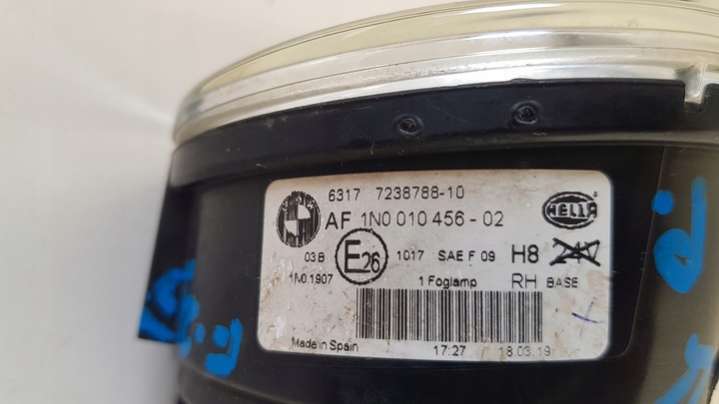 6317 7238788-10
AF 1N0 010 456 - 02
HELLA
03 B E26 1017 SAE F 09 H8
1N0.1907 1 Foglamp RH BASE
Made in Spain 17:27 18.03.19